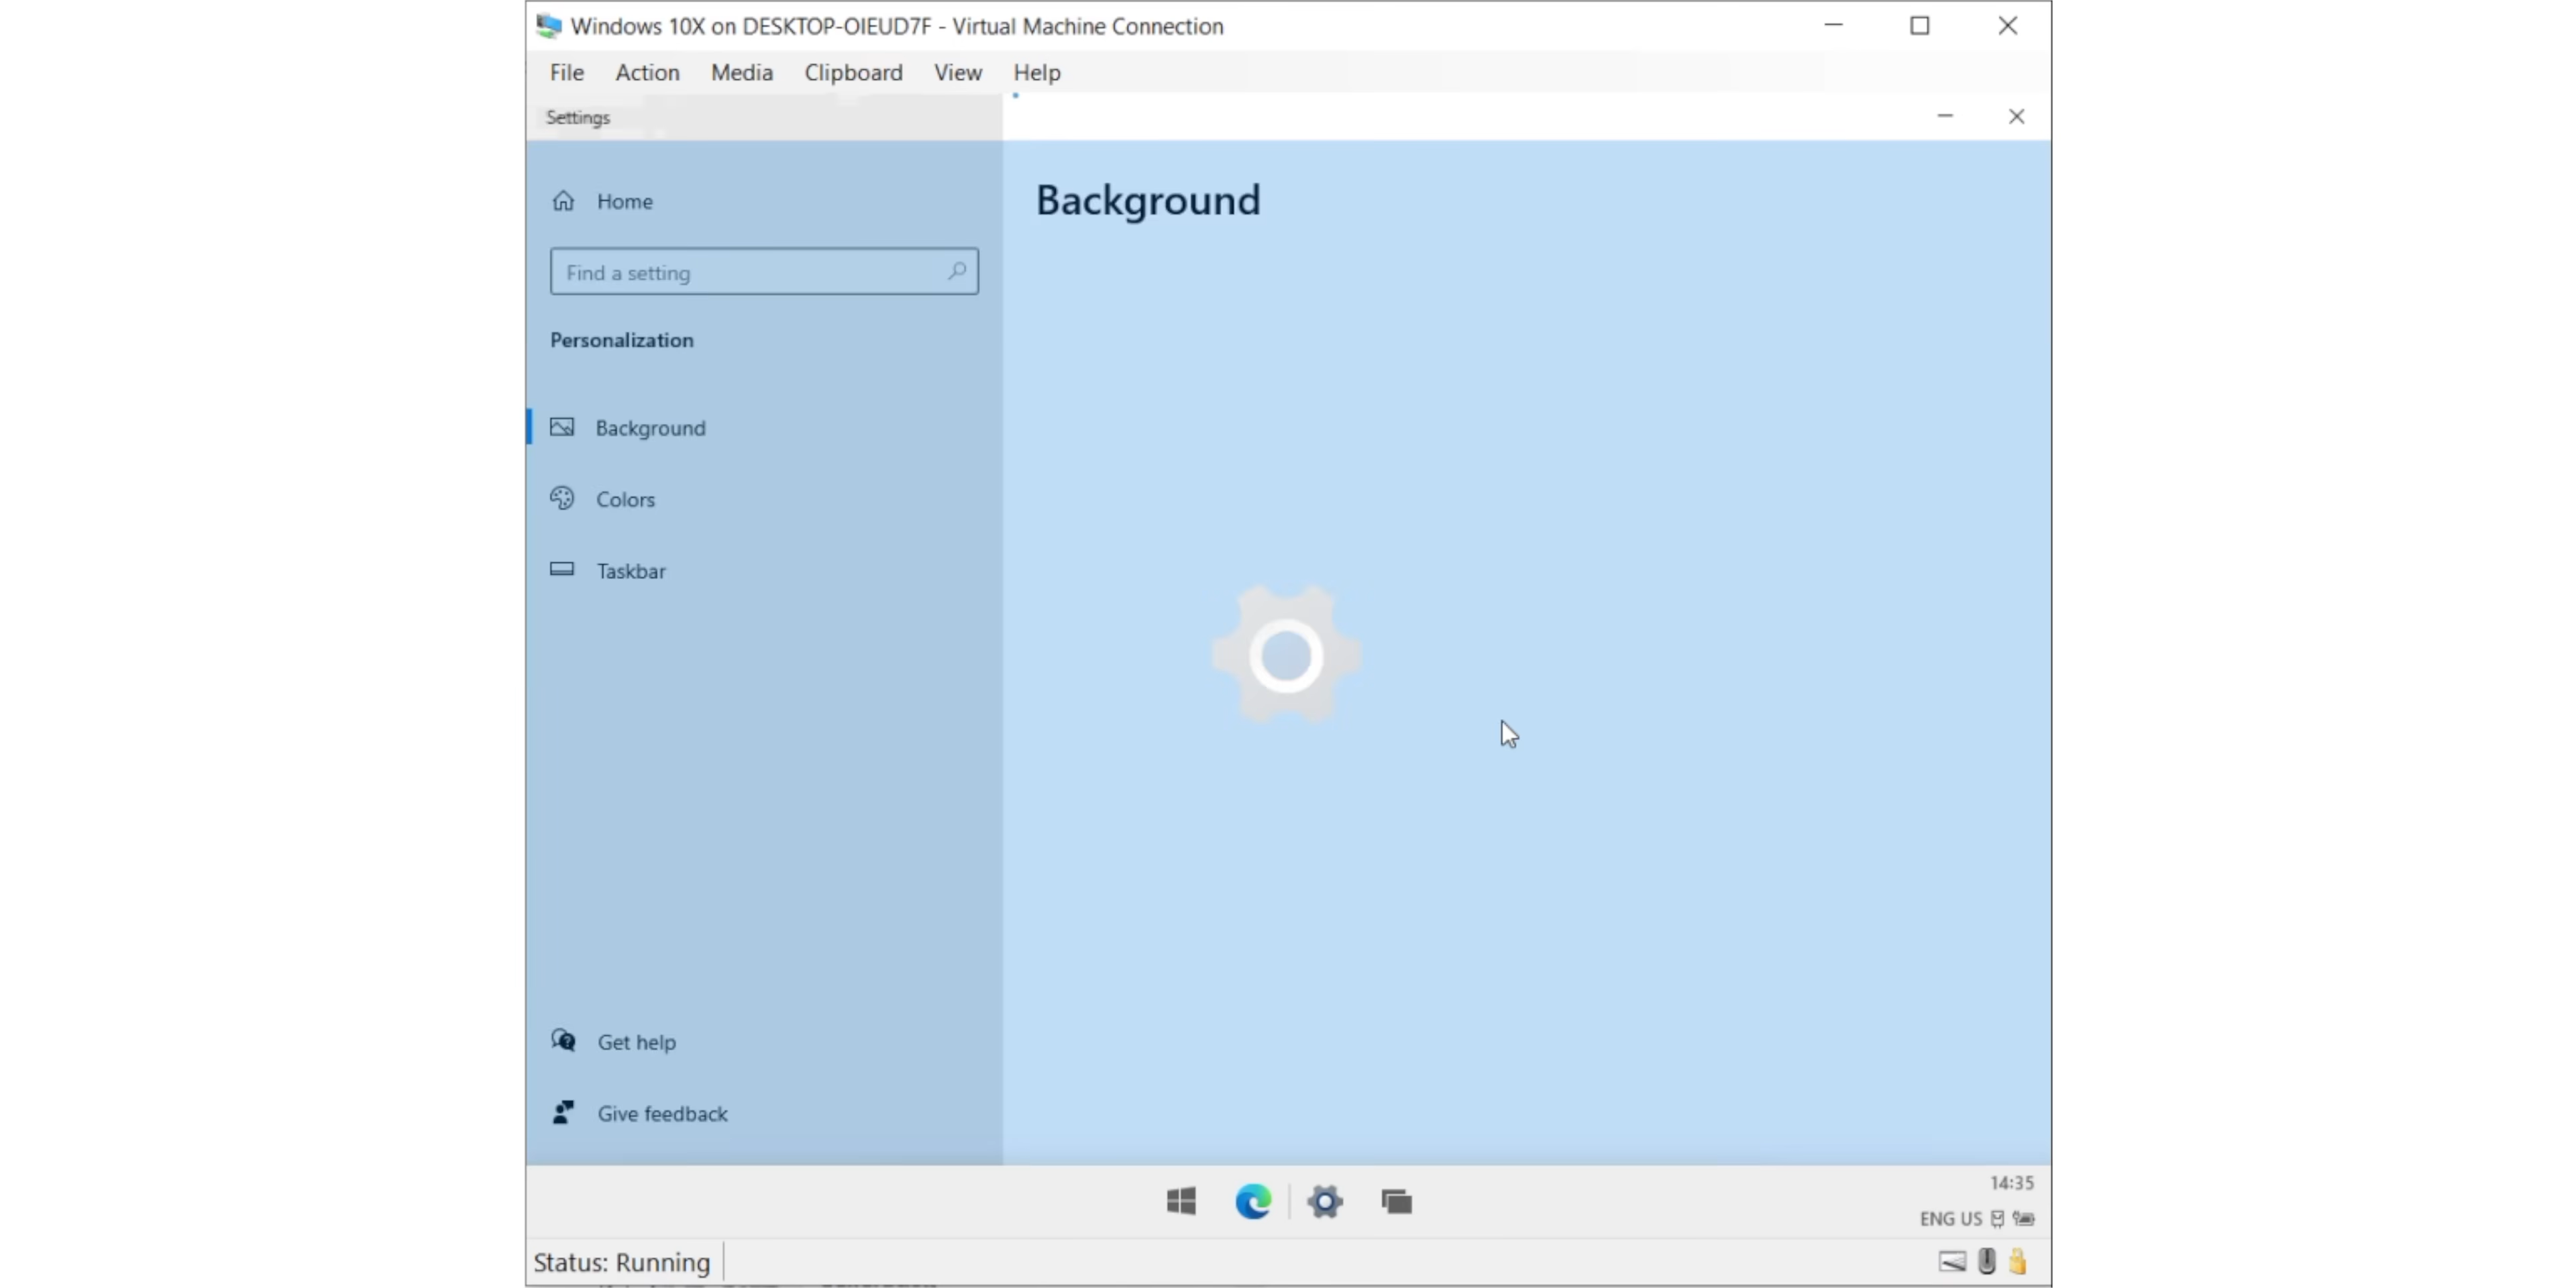 Windows 10X on DESKTOP-OIEUD7F - Virtual Machine Connection
File Action Media Clipboard View Help
Settings
Home
Background
Find a setting
Personalization
Background
Colors
Taskbar
Get help
Give feedback
14:35
ENG US
Status: Running